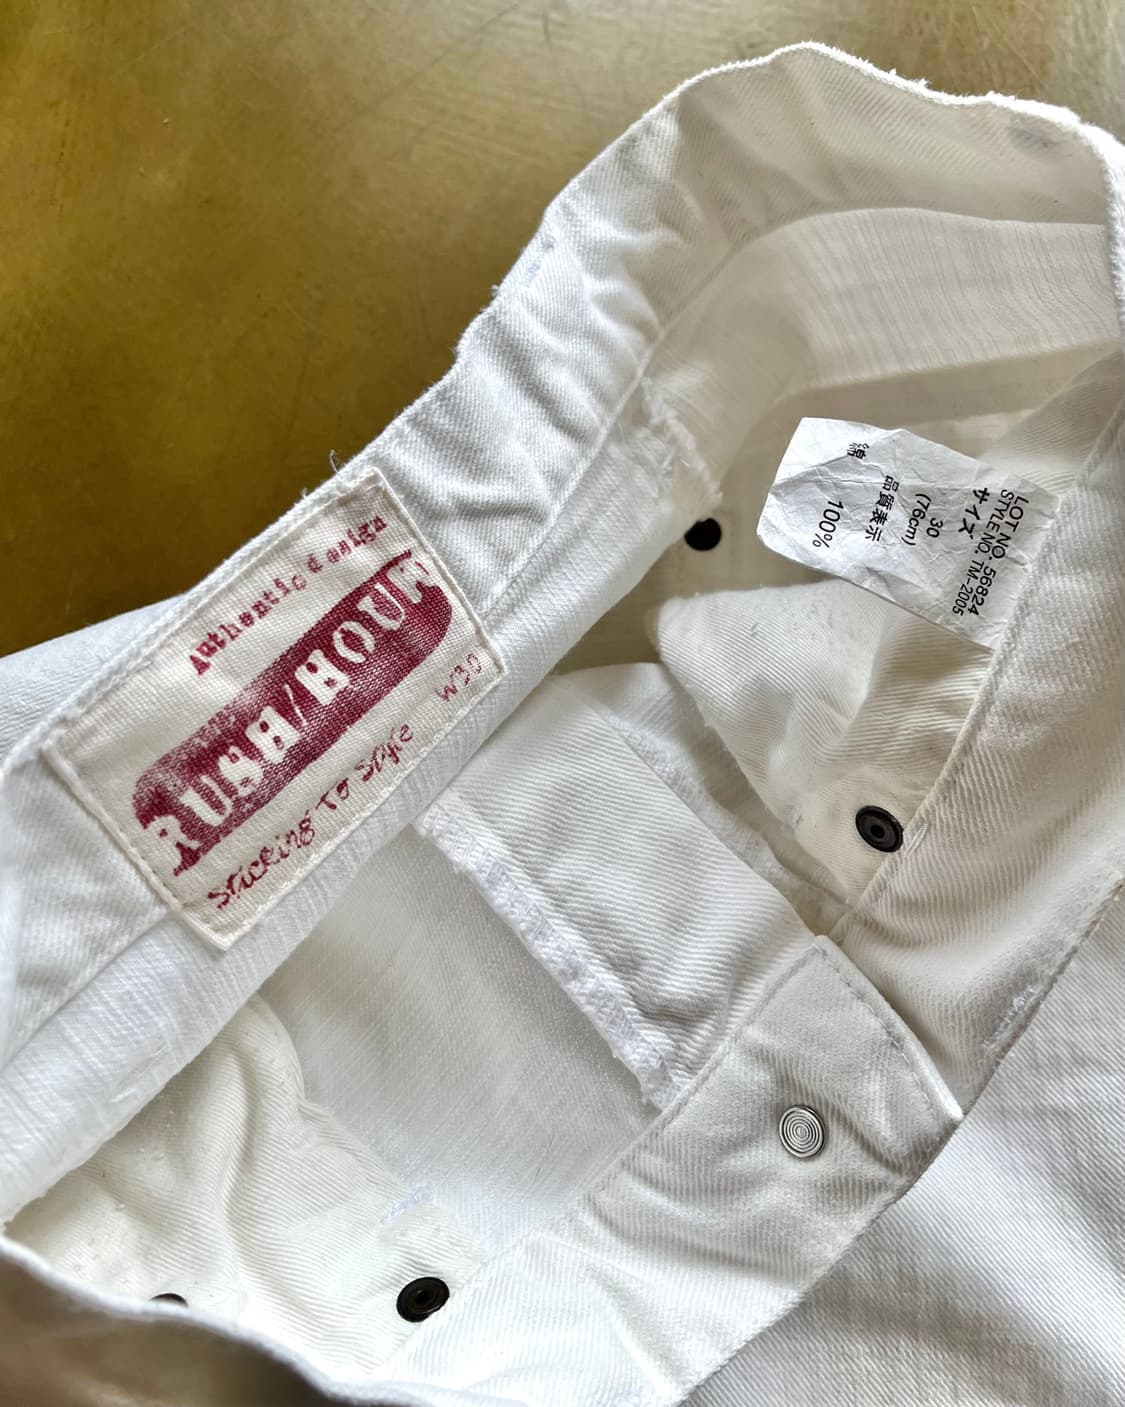 Authentic design
RUSH/HOUR
Sticking To Style
W30
LOT NO. 56824
STYLE NO. TM-2005
サイズ
30
(76cm)
品質表示
綿 100%